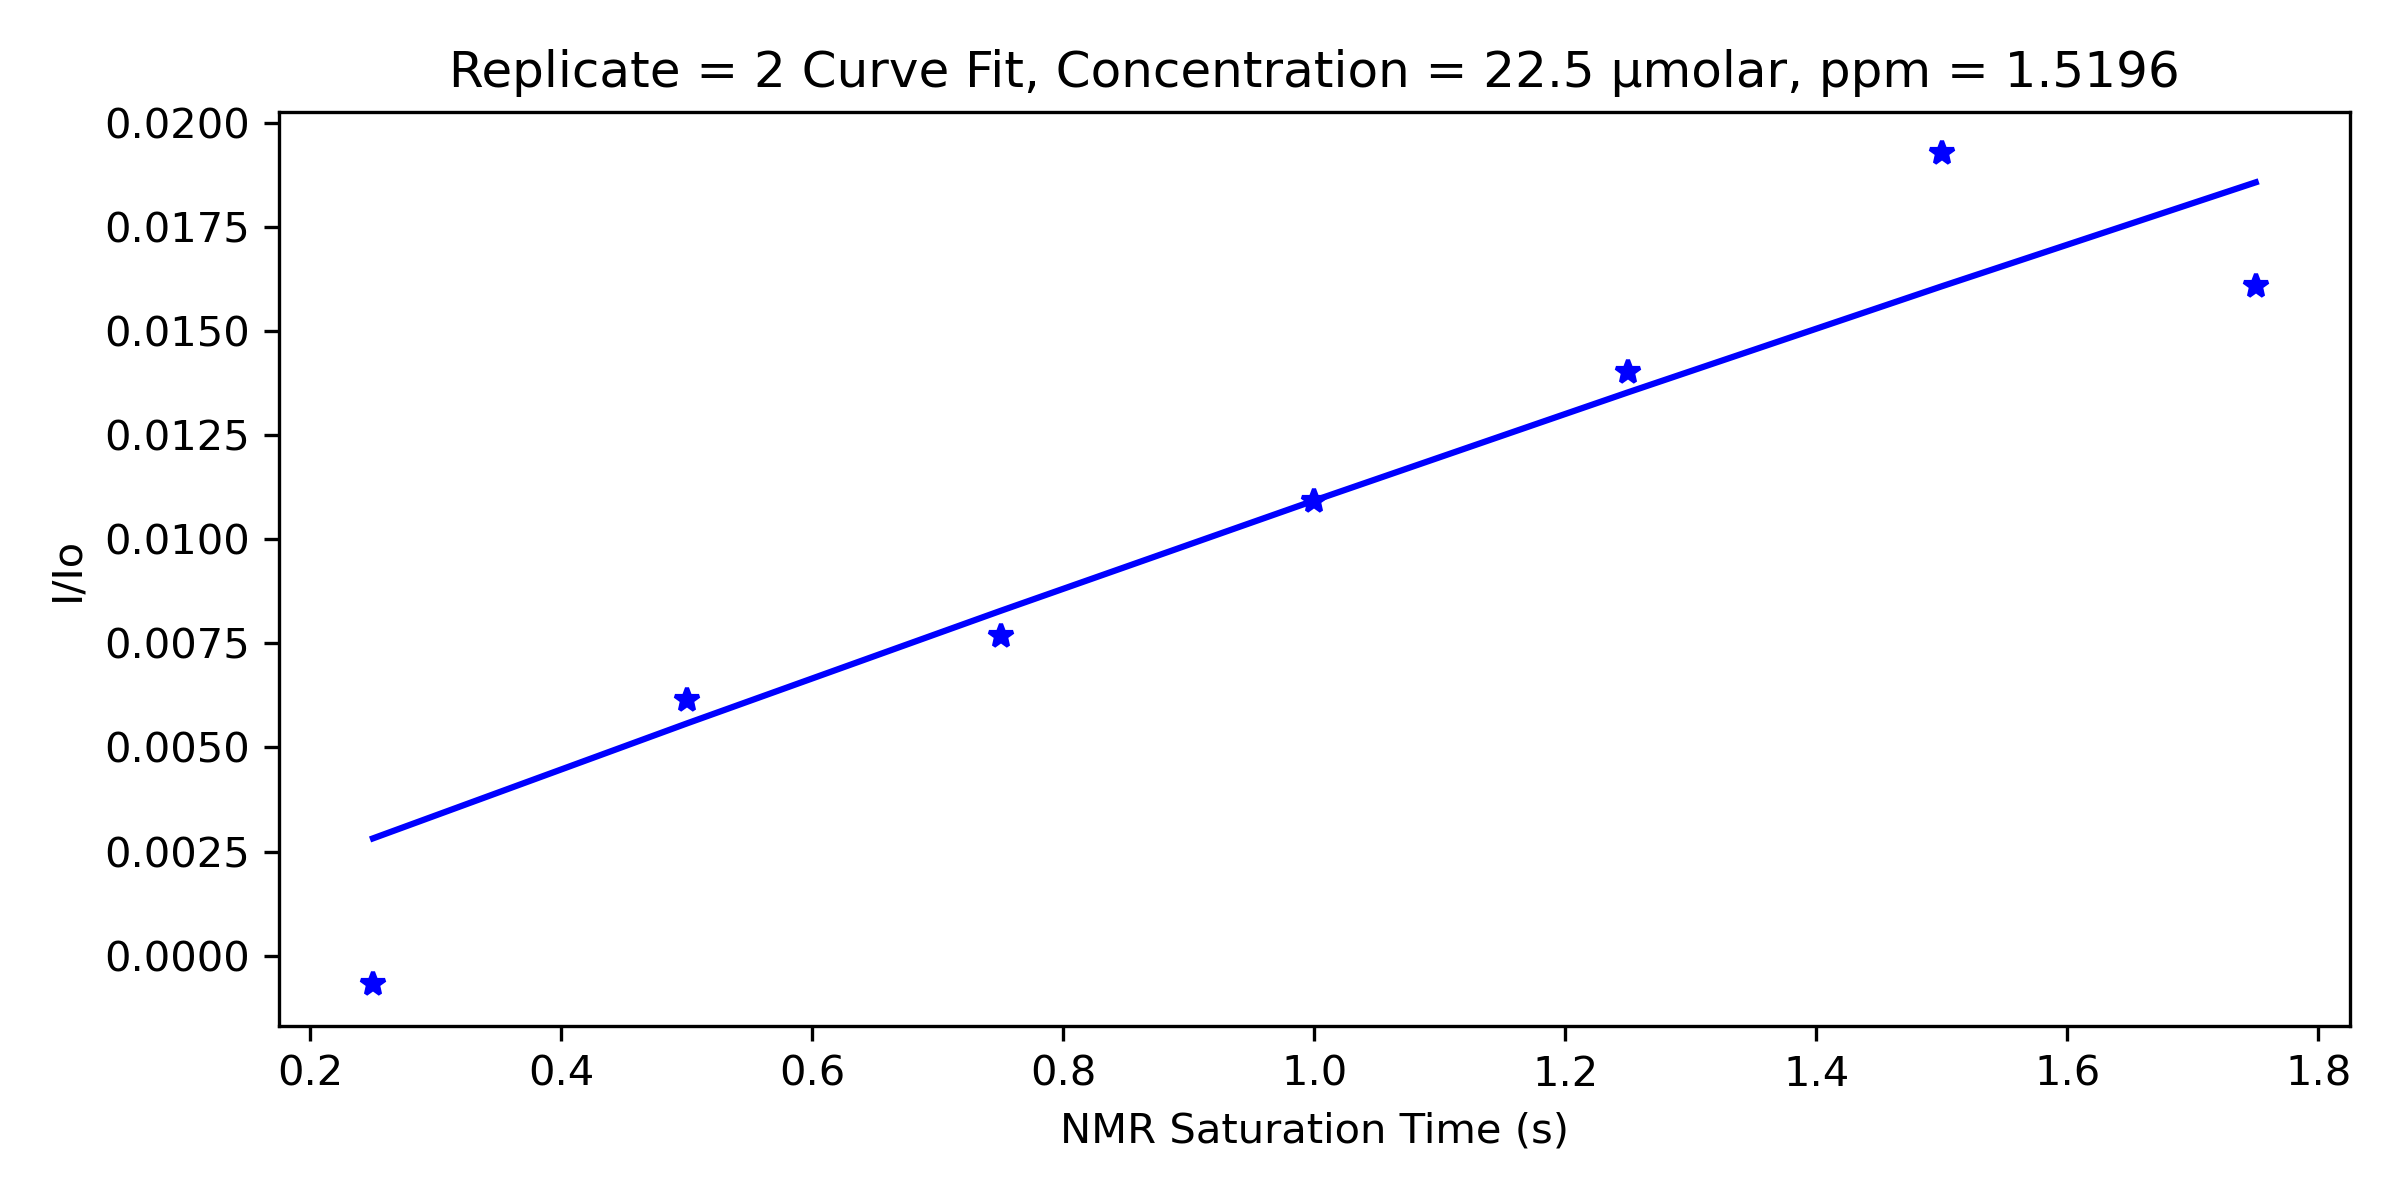 Replicate = 2 Curve Fit, Concentration = 22.5 µmolar, ppm = 1.5196
0.0200
0.0175
0.0150
0.0125
0.0100
0.0075
0.0050
0.0025
0.0000
I/Io
0.2 0.4 0.6 0.8 1.0 1.2 1.4 1.6 1.8
NMR Saturation Time (s)